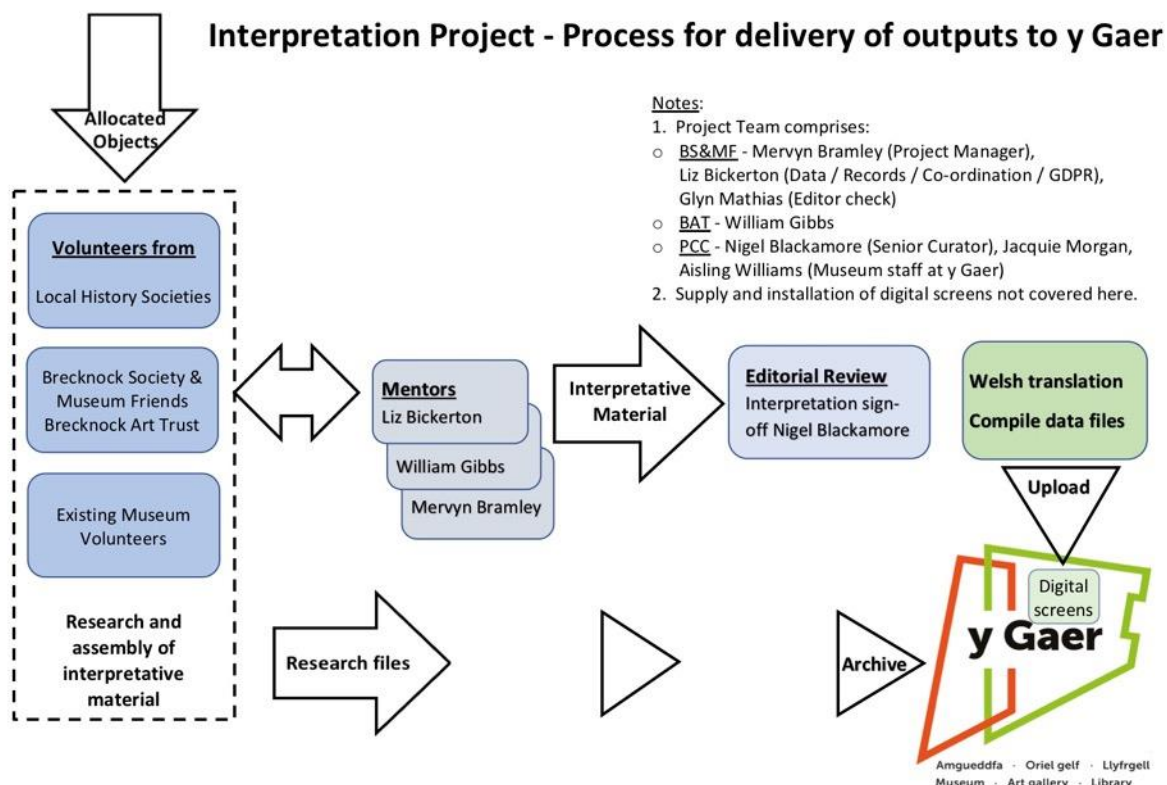 Interpretation Project - Process for delivery of outputs to y Gaer
Allocated
Objects
Notes:
1. Project Team comprises:
○ BS&MF - Mervyn Bramley (Project Manager),
Liz Bickerton (Data / Records / Co-ordination / GDPR),
Glyn Mathias (Editor check)
○ BAT - William Gibbs
○ PCC - Nigel Blackamore (Senior Curator), Jacquie Morgan,
Aisling Williams (Museum staff at y Gaer)
2. Supply and installation of digital screens not covered here.
Volunteers from
Local History Societies
Brecknock Society &
Museum Friends
Brecknock Art Trust
Existing Museum
Volunteers
Research and
assembly of
interpretative
material
Mentors
Liz Bickerton
William Gibbs
Mervyn Bramley
Interpretative
Material
Editorial Review
Interpretation sign-
off Nigel Blackamore
Welsh translation
Compile data files
Upload
Digital
screens
y Gaer
Research files
Archive
Amgueddfa · Oriel gelf · Llyfrgell
Museum · Art gallery · Library